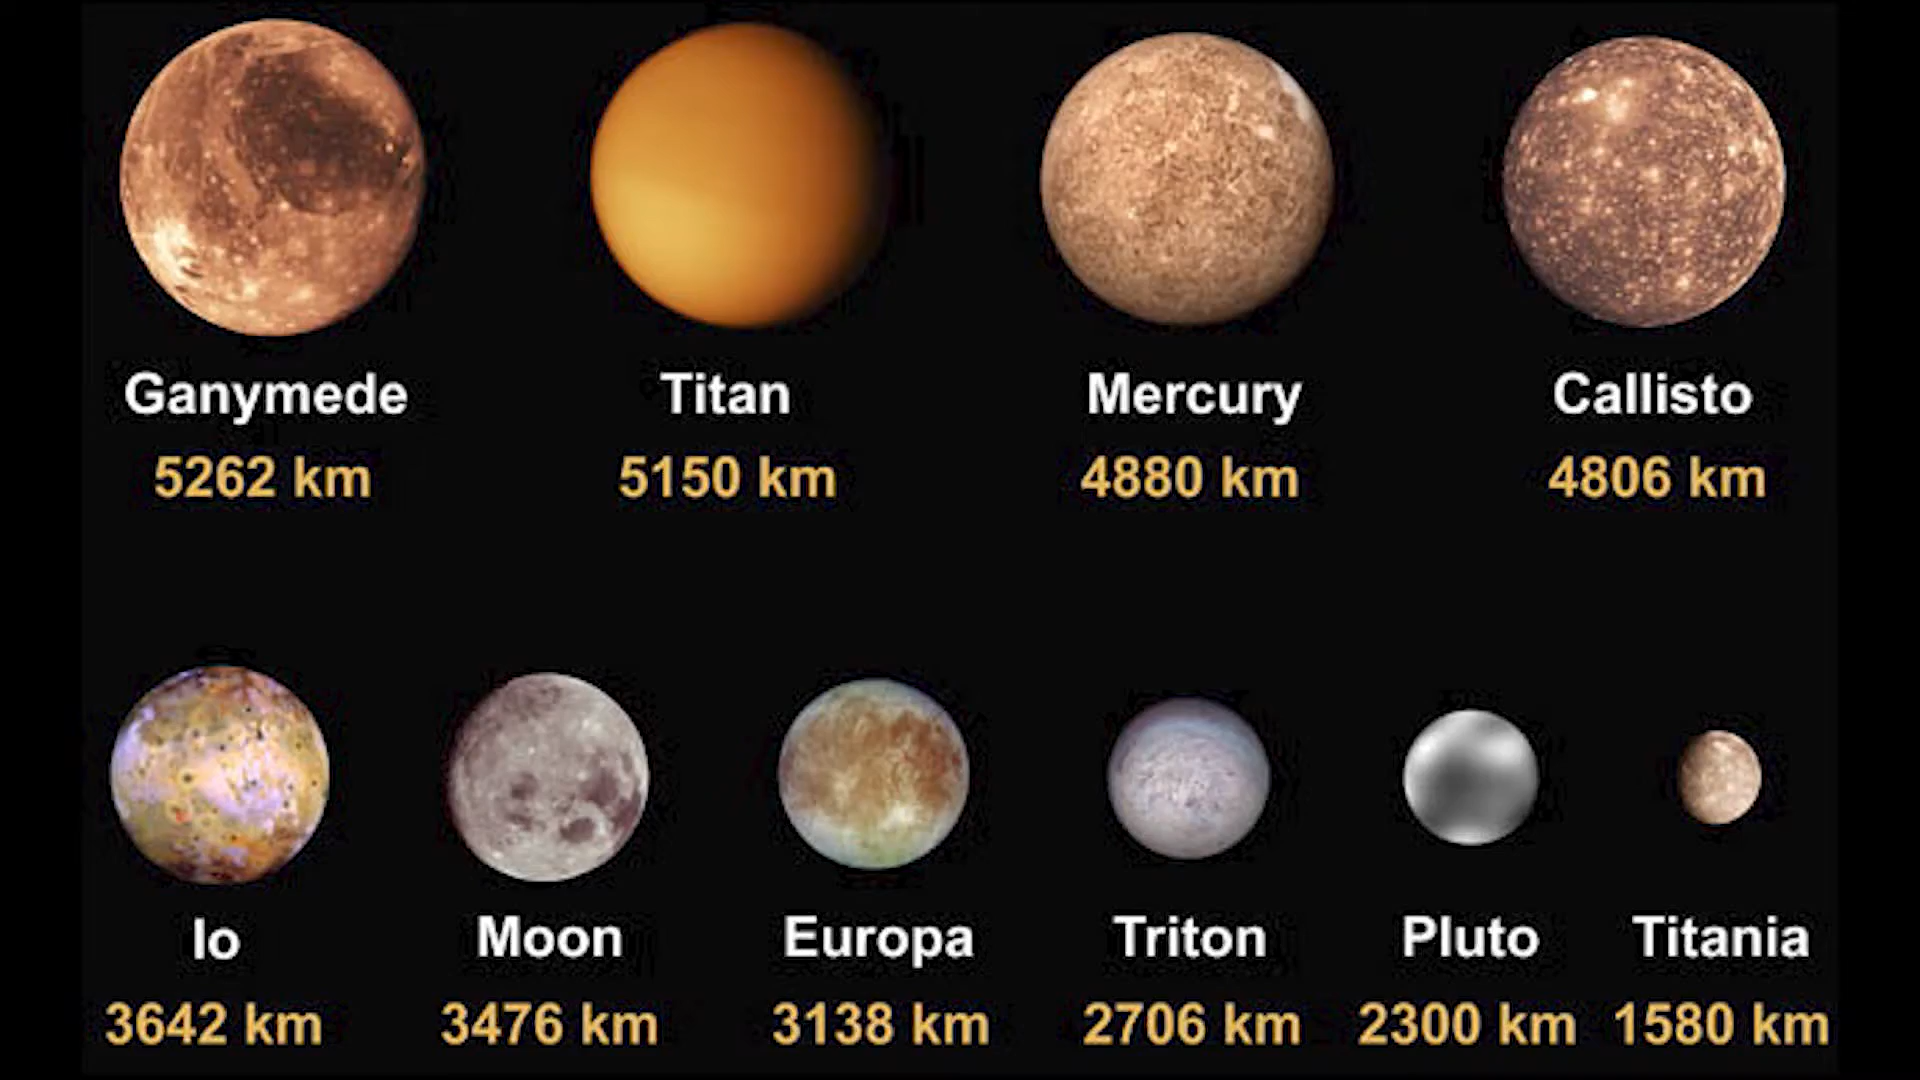 Ganymede Titan Mercury Callisto
5262 km 5150 km 4880 km 4806 km
Io Moon Europa Triton Pluto Titania
3642 km 3476 km 3138 km 2706 km 2300 km 1580 km